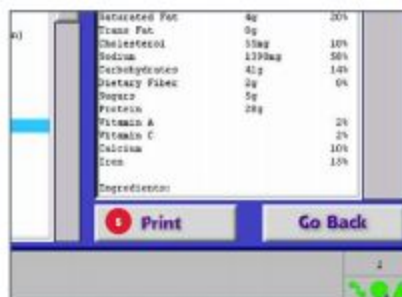 Saturated Fat 4g 20%
Trans Fat 0g
Cholesterol 55mg 18%
Sodium 1390mg 58%
Carbohydrates 41g 14%
Dietary Fiber 2g 8%
Sugars 5g
Protein 28g
Vitamin A 2%
Vitamin C 2%
Calcium 10%
Iron 15%
Ingredients:
Print
Go Back